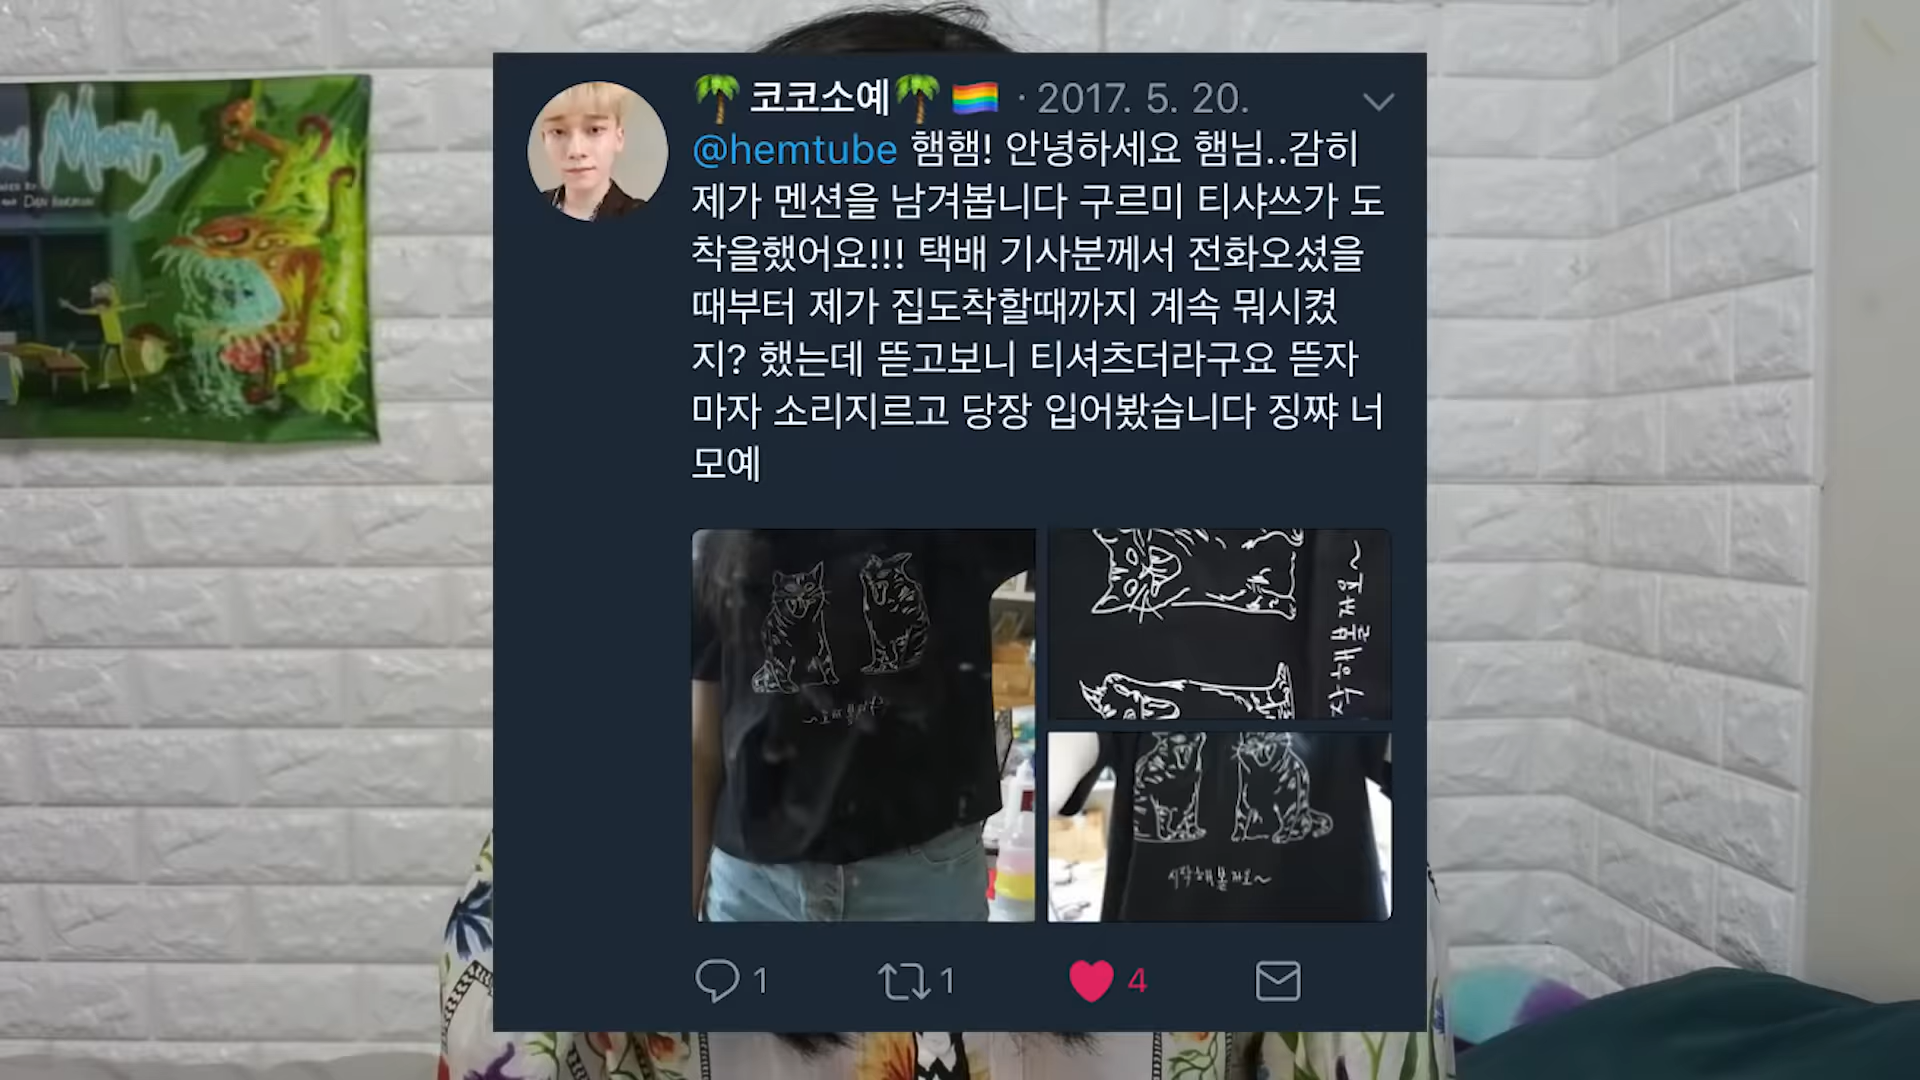 🌴 코코소예🌴 🏳️‍🌈 · 2017. 5. 20.
@hemtube 햄햄! 안녕하세요 햄님..감히
제가 멘션을 남겨봅니다 구르미 티샤쓰가 도
착을했어요!!! 택배 기사분께서 전화오셨을
때부터 제가 집도착할때까지 계속 뭐시켰
지? 했는데 뜯고보니 티셔츠더라구요 뜯자
마자 소리지르고 당장 입어봤습니다 징쨔 너
모예
시작해볼까요~
1
1
4
Morty
DAN HARMON